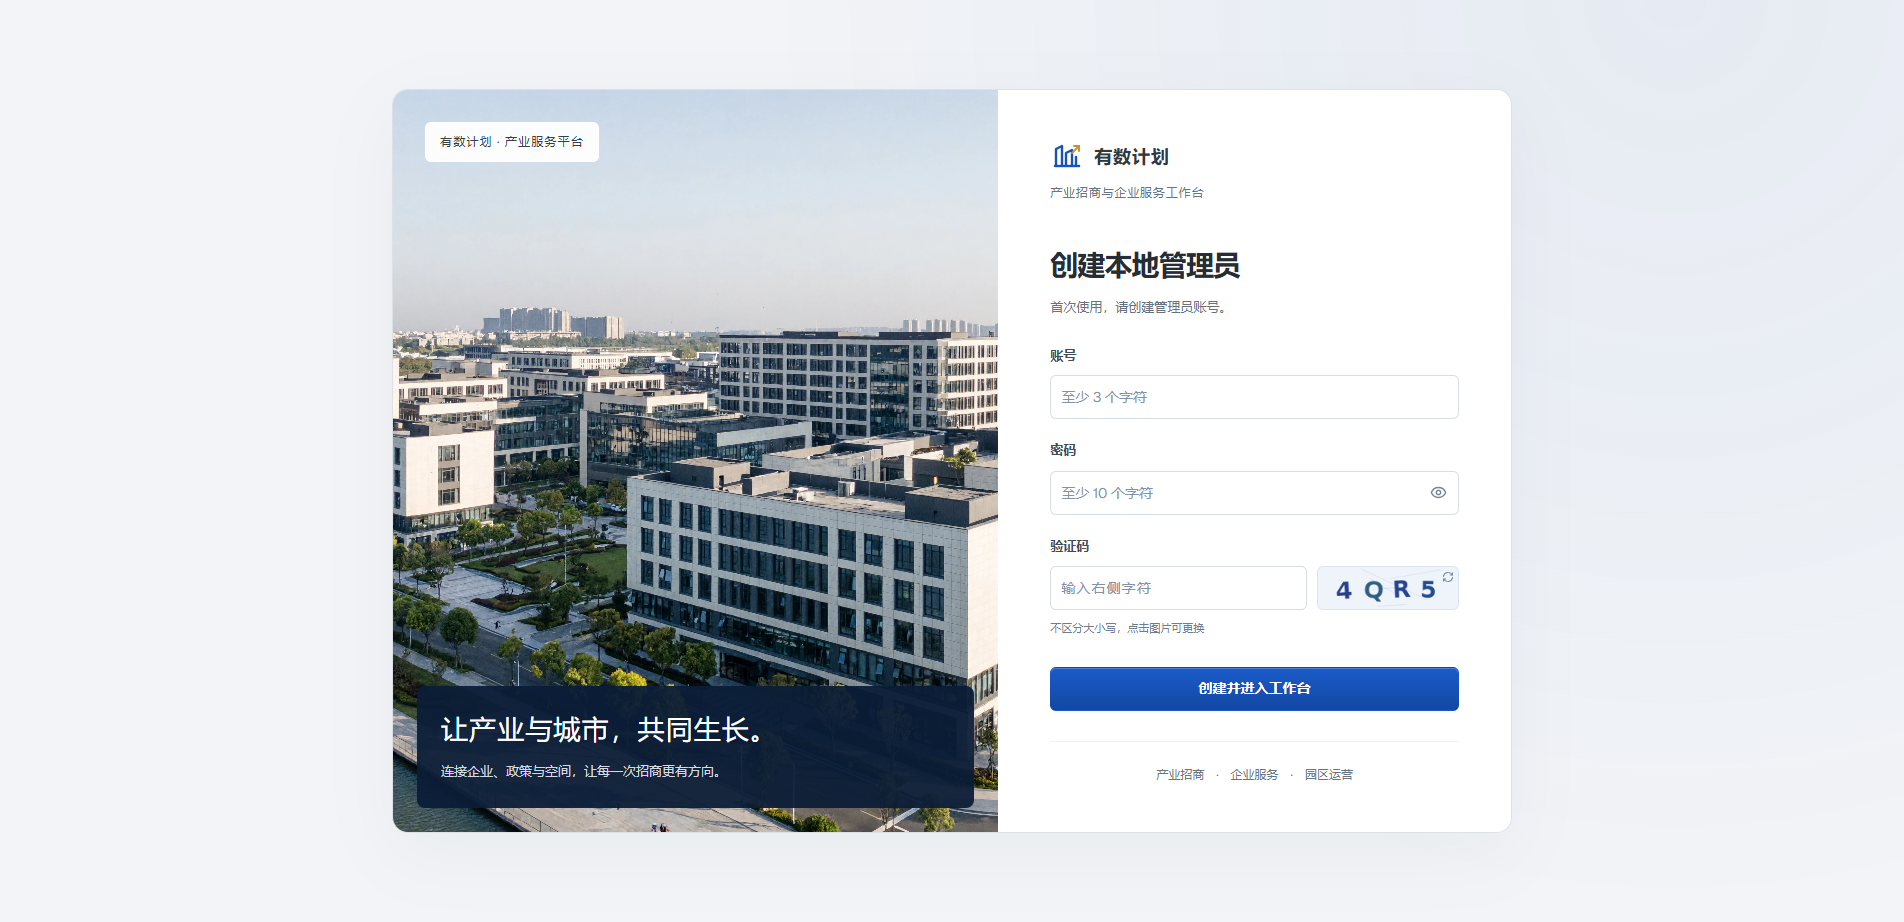 有数计划 · 产业服务平台
让产业与城市，共同生长。
连接企业、政策与空间，让每一次招商更有方向。
有数计划
产业招商与企业服务工作台
创建本地管理员
首次使用，请创建管理员账号。
账号
至少 3 个字符
密码
至少 10 个字符
验证码
输入右侧字符
4 Q R 5
不区分大小写，点击图片可更换
创建并进入工作台
产业招商 · 企业服务 · 园区运营